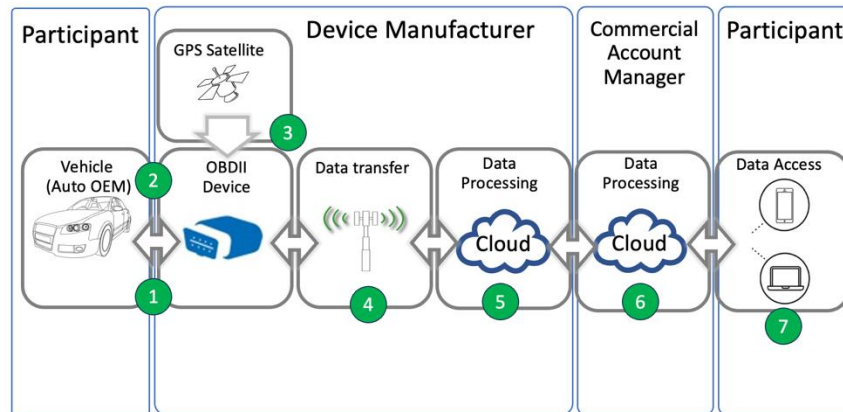 Participant
Device Manufacturer
Commercial
Account
Manager
Participant
GPS Satellite
3
Vehicle
(Auto OEM)
2
OBDII
Device
Data transfer
Data
Processing
Data
Processing
Data Access
Cloud
Cloud
1
4
5
6
7